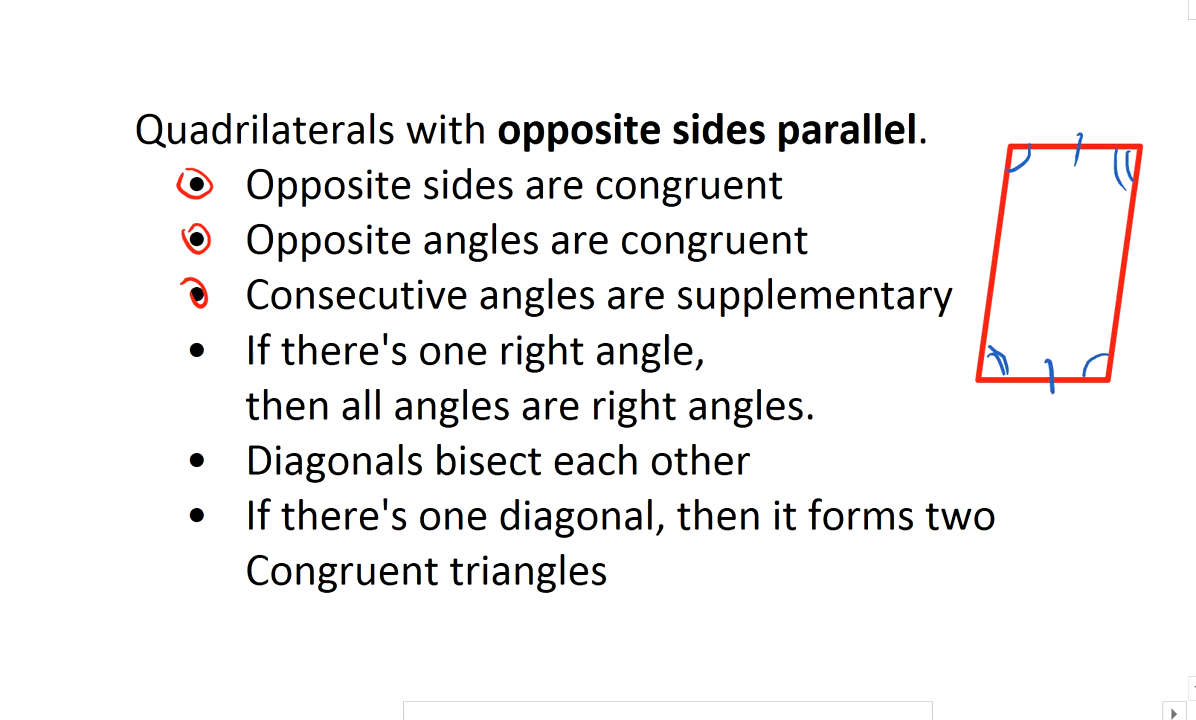 Quadrilaterals with opposite sides parallel.
• Opposite sides are congruent
• Opposite angles are congruent
• Consecutive angles are supplementary
• If there's one right angle,
then all angles are right angles.
• Diagonals bisect each other
• If there's one diagonal, then it forms two
Congruent triangles